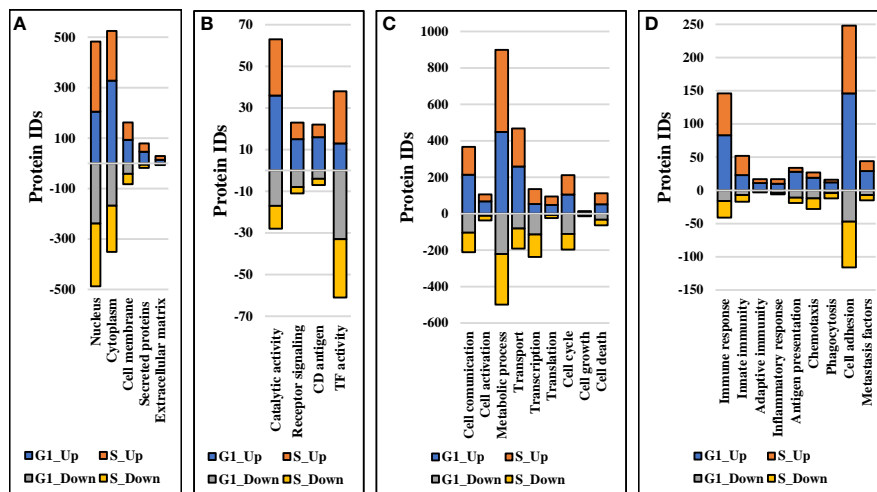 A
Protein IDs
500
300
100
-100
-300
-500
Nucleus
Cytoplasm
Cell membrane
Secreted proteins
Extracellular matrix
G1_Up
S_Up
G1_Down
S_Down
B
Protein IDs
70
50
30
10
-10
-30
-50
-70
Catalytic activity
Receptor signaling
CD antigen
TF activity
G1_Up
S_Up
G1_Down
S_Down
C
Protein IDs
1000
800
600
400
200
0
-200
-400
-600
Cell comunication
Cell activation
Metabolic process
Transport
Transcription
Translation
Cell cycle
Cell growth
Cell death
G1_Up
S_Up
G1_Down
S_Down
D
Protein IDs
250
200
150
100
50
0
-50
-100
-150
Immune response
Innate immunity
Adaptive immunity
Inflammatory response
Antigen presentation
Chemotaxis
Phagocytosis
Cell adhesion
Metastasis factors
G1_Up
S_Up
G1_Down
S_Down